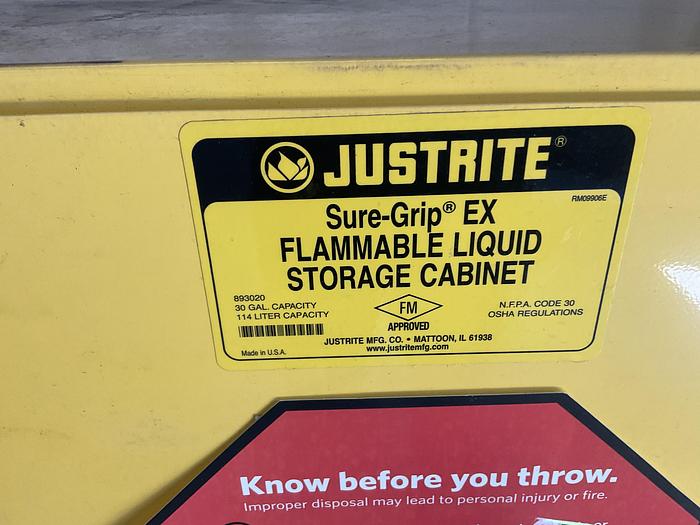 JUSTRITE®
RM09906E
Sure-Grip® EX
FLAMMABLE LIQUID
STORAGE CABINET
893020
30 GAL. CAPACITY
114 LITER CAPACITY
FM
APPROVED
N.F.P.A. CODE 30
OSHA REGULATIONS
JUSTRITE MFG. CO. • MATTOON, IL 61938
www.justritemfg.com
Made in U.S.A.
Know before you throw.
Improper disposal may lead to personal injury or fire.